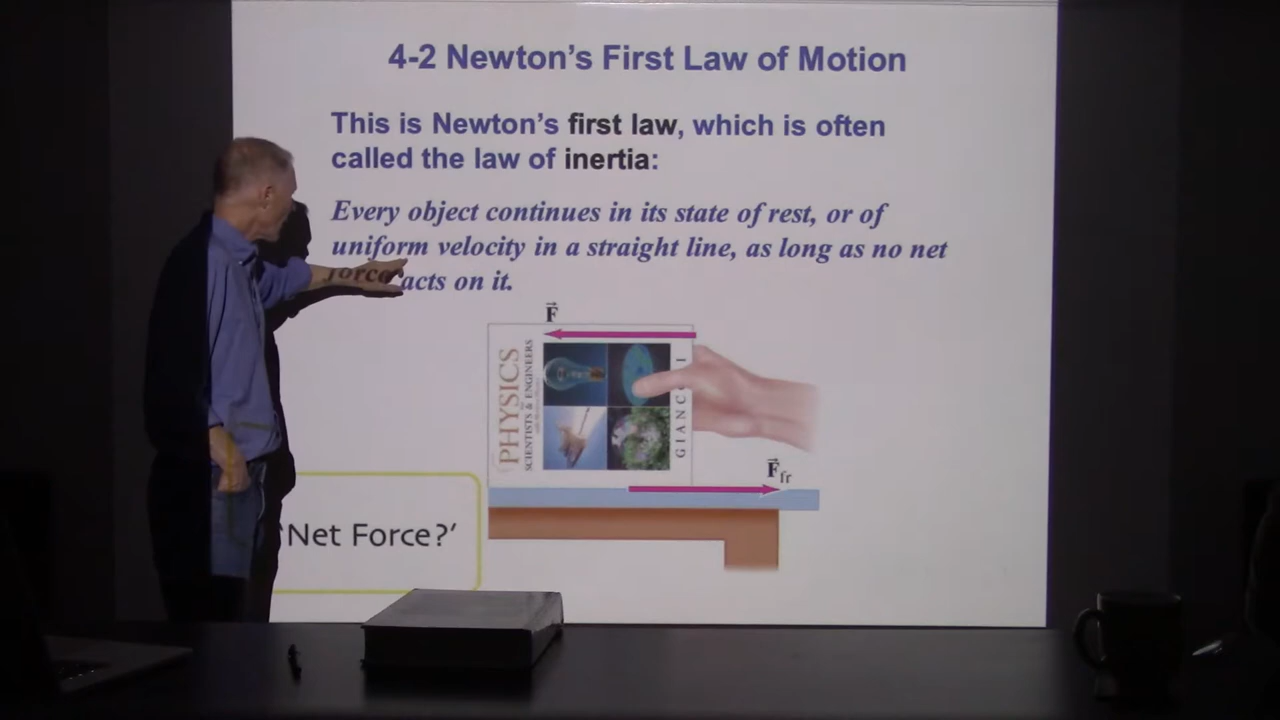 4-2 Newton's First Law of Motion
This is Newton's first law, which is often
called the law of inertia:
Every object continues in its state of rest, or of
uniform velocity in a straight line, as long as no net
force acts on it.
F
PHYSICS
SCIENTISTS & ENGINEERS
GIANC I
F fr
'Net Force?'